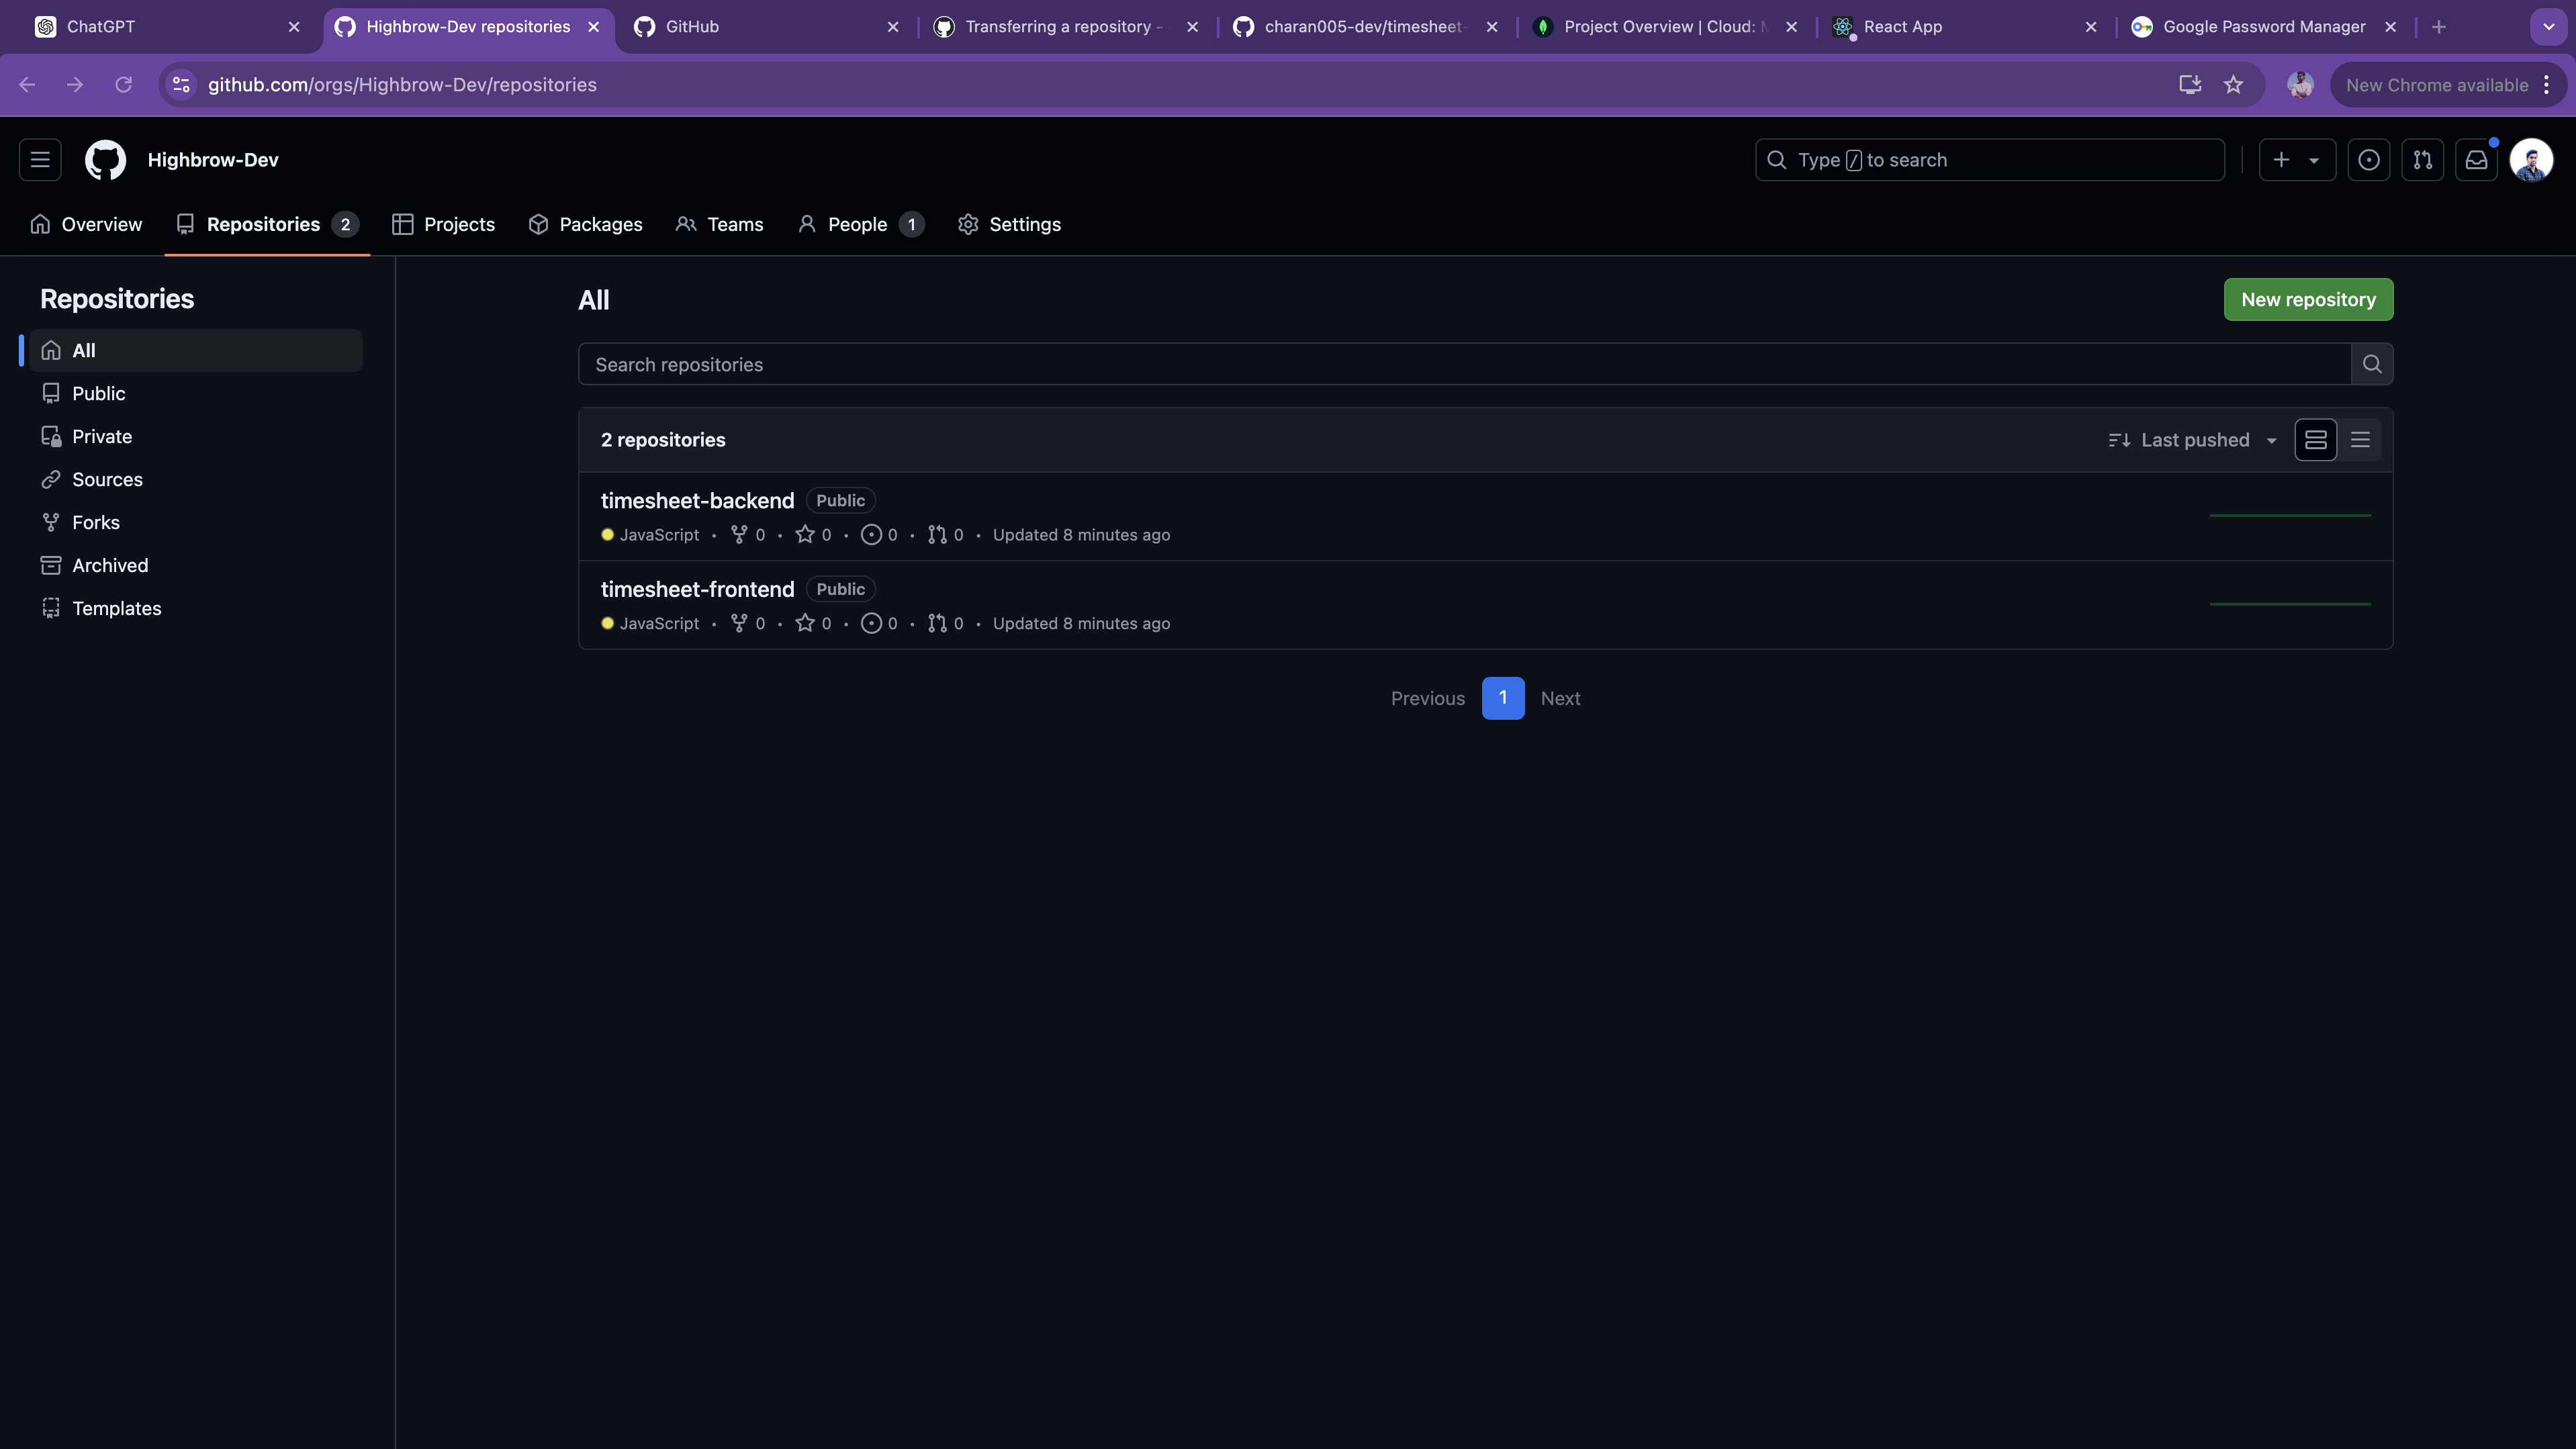 ChatGPT
Highbrow-Dev repositories
GitHub
Transferring a repository -
charan005-dev/timesheet-
Project Overview | Cloud:
React App
Google Password Manager
github.com/orgs/Highbrow-Dev/repositories
New Chrome available
Highbrow-Dev
Type / to search
Overview
Repositories 2
Projects
Packages
Teams
People 1
Settings
Repositories
All
Public
Private
Sources
Forks
Archived
Templates
All
New repository
Search repositories
2 repositories
Last pushed
timesheet-backend Public
JavaScript · 0 · 0 · 0 · 0 · Updated 8 minutes ago
timesheet-frontend Public
JavaScript · 0 · 0 · 0 · 0 · Updated 8 minutes ago
Previous 1 Next